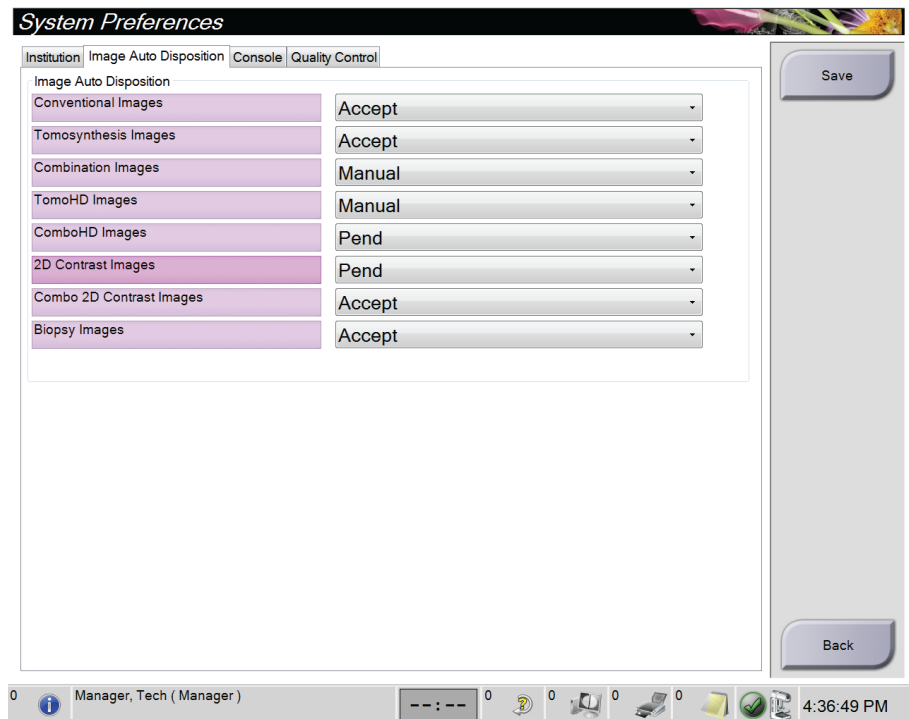 System Preferences
Institution Image Auto Disposition Console Quality Control
Save
Image Auto Disposition
Conventional Images Accept
Tomosynthesis Images Accept
Combination Images Manual
TomoHD Images Manual
ComboHD Images Pend
2D Contrast Images Pend
Combo 2D Contrast Images Accept
Biopsy Images Accept
Back
0 Manager, Tech ( Manager ) --:-- 0 0 0 0 4:36:49 PM